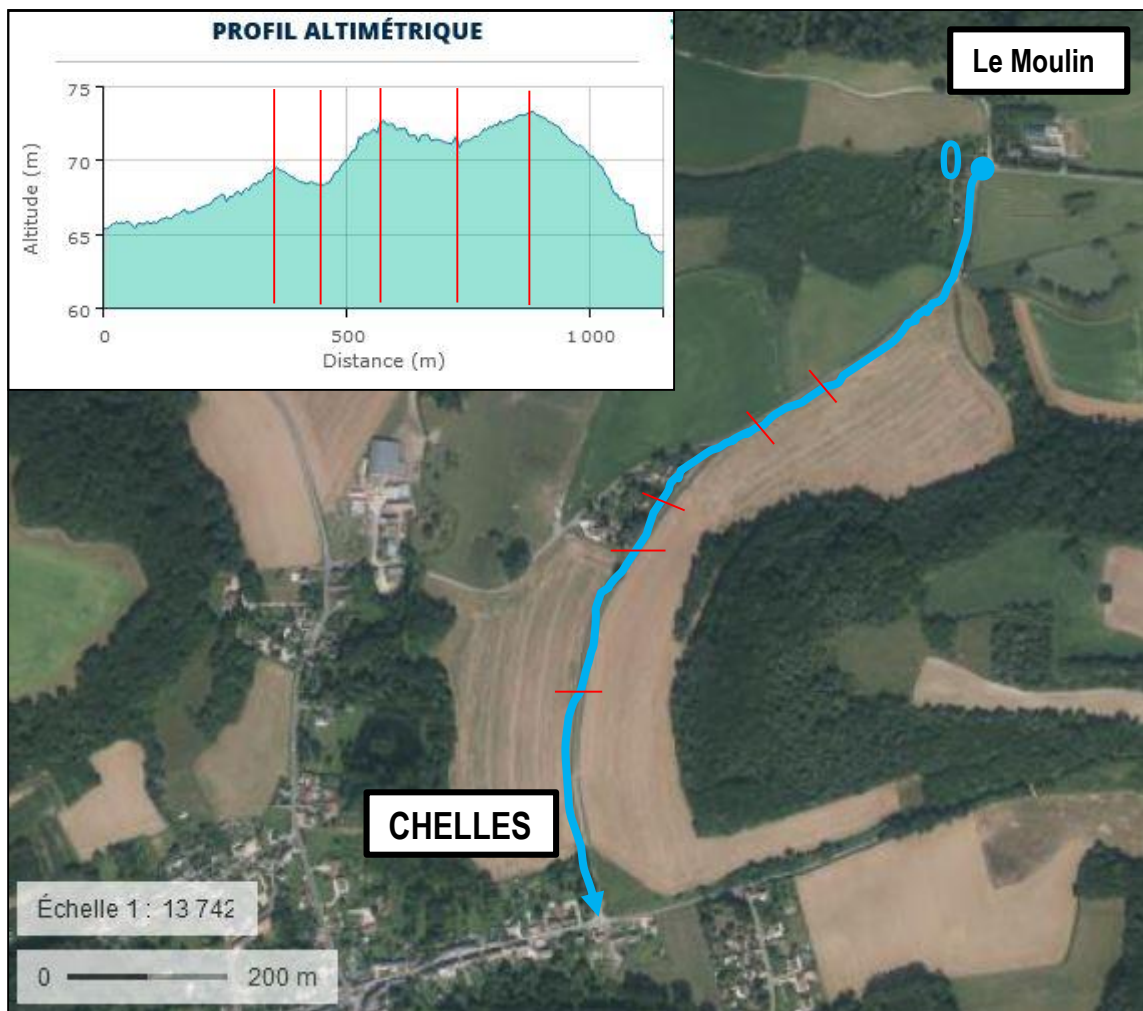 PROFIL ALTIMÉTRIQUE
75
70
65
60
Altitude (m)
0
500
1 000
Distance (m)
Le Moulin
0
CHELLES
Échelle 1 : 13 742
0
200 m